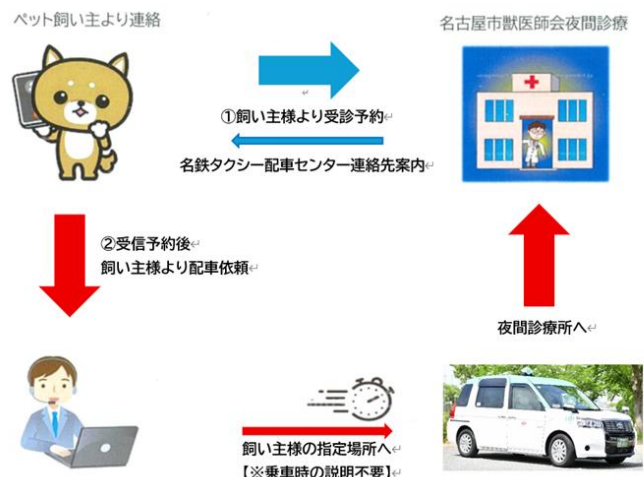 ペット飼い主より連絡
名古屋市獣医師会夜間診療
①飼い主様より受診予約
名鉄タクシー配車センター連絡先案内
②受信予約後
飼い主様より配車依頼
夜間診療所へ
飼い主様の指定場所へ
【※乗車時の説明不要】